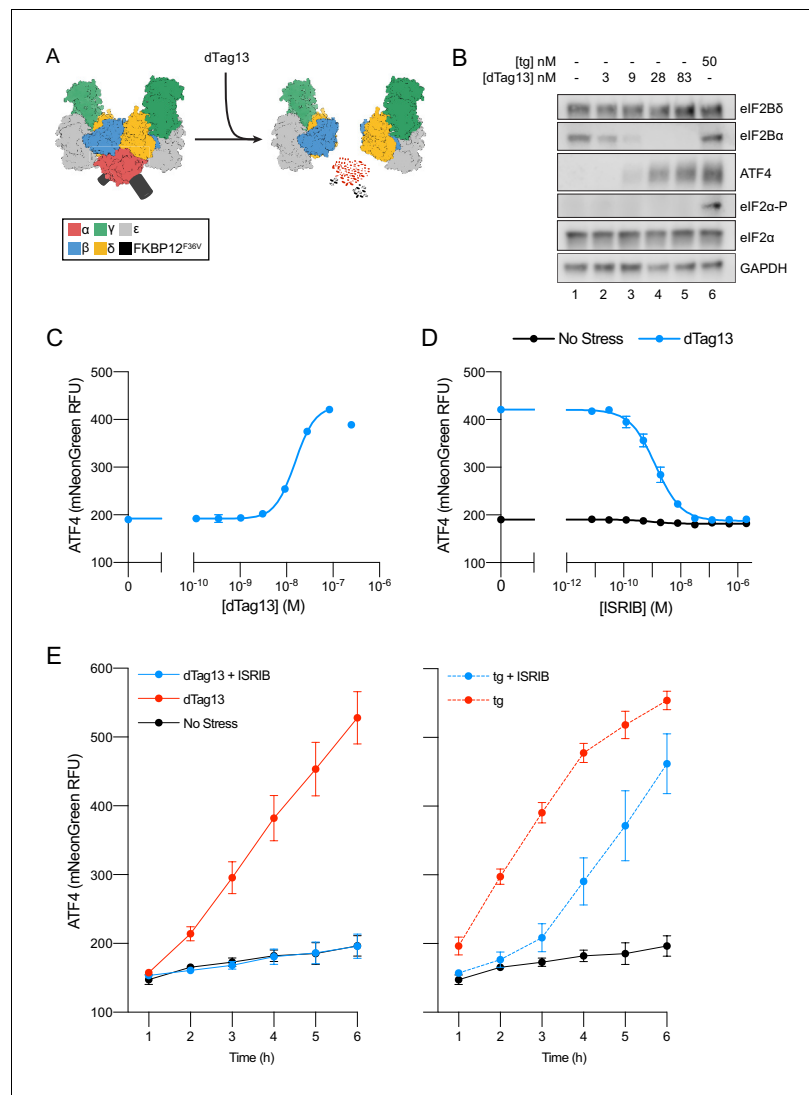 A
dTag13
α γ ε
β δ FKBP12F36V
B
[tg] nM - - - - - 50
[dTag13] nM - 3 9 28 83 -
eIF2Bδ
eIF2Bα
ATF4
eIF2α-P
eIF2α
GAPDH
1 2 3 4 5 6
C
ATF4 (mNeonGreen RFU)
500
400
300
200
100
0 10-10 10-9 10-8 10-7 10-6
[dTag13] (M)
D
No Stress dTag13
ATF4 (mNeonGreen RFU)
500
400
300
200
100
0 10-12 10-10 10-8 10-6
[ISRIB] (M)
E
ATF4 (mNeonGreen RFU)
600
500
400
300
200
100
dTag13 + ISRIB
dTag13
No Stress
1 2 3 4 5 6
Time (h)
tg + ISRIB
tg
1 2 3 4 5 6
Time (h)